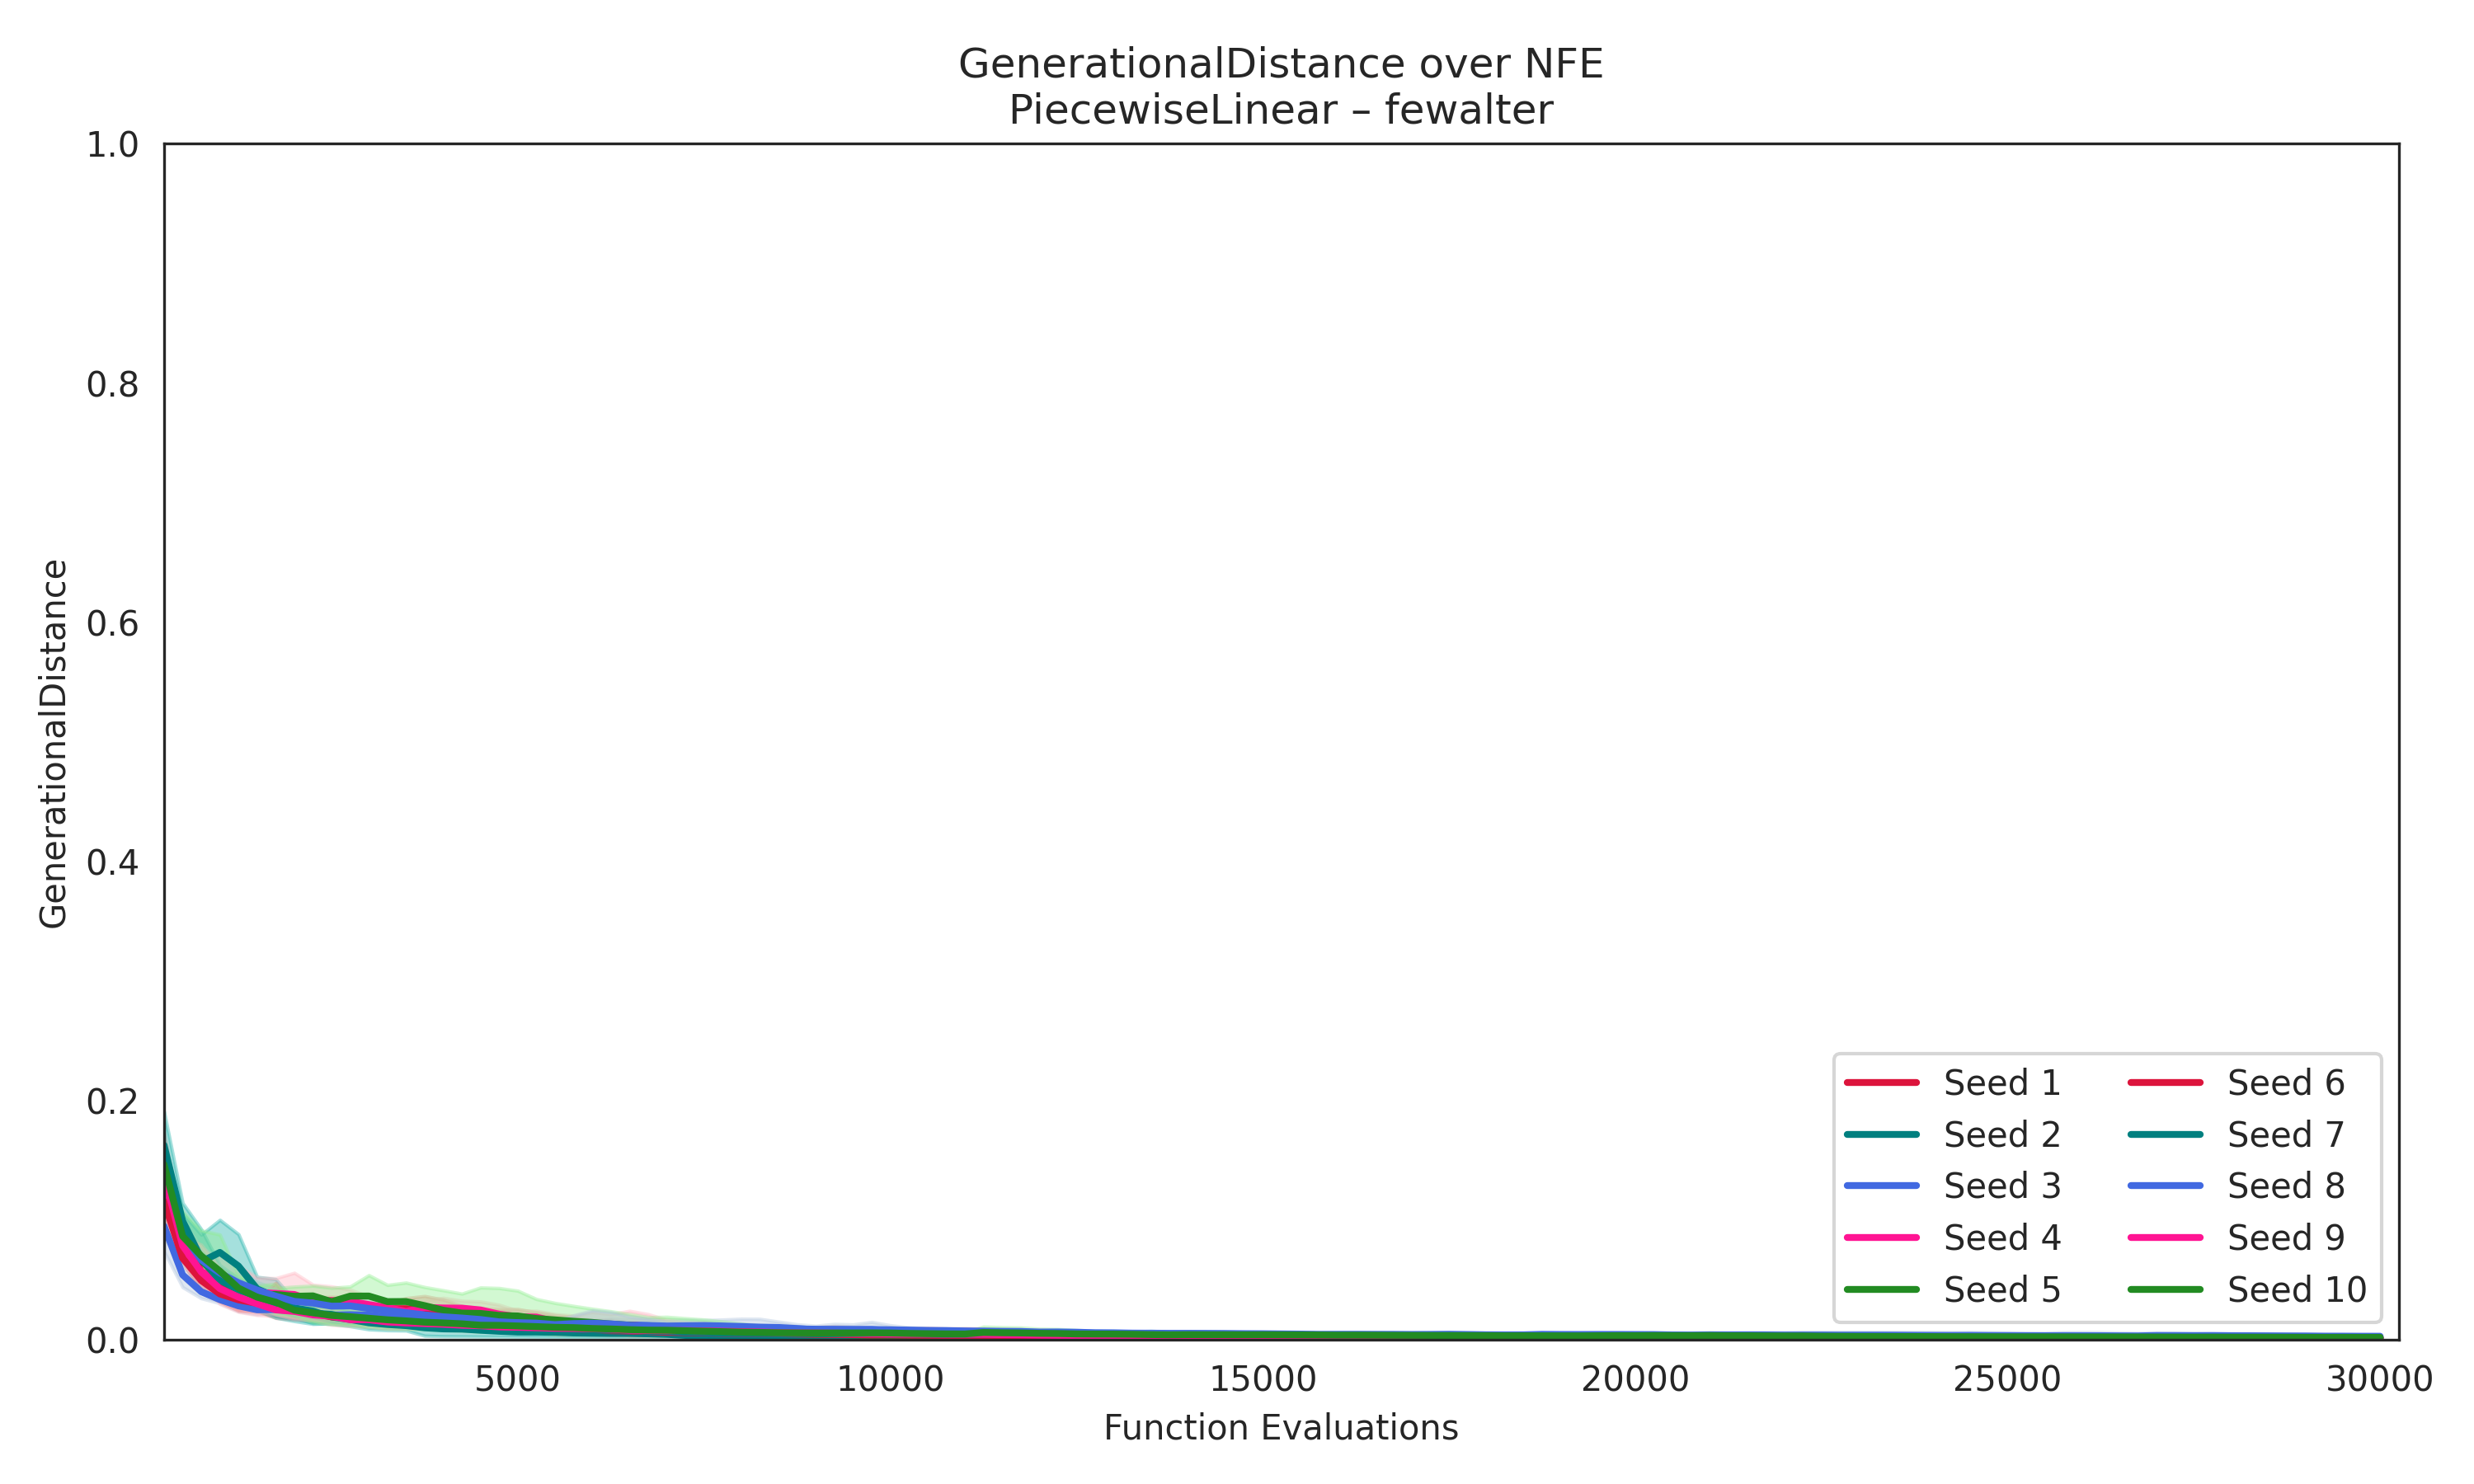 GenerationalDistance over NFE
PiecewiseLinear – fewalter
1.0
0.8
0.6
0.4
0.2
0.0
GenerationalDistance
5000 10000 15000 20000 25000 30000
Function Evaluations
Seed 1 Seed 6
Seed 2 Seed 7
Seed 3 Seed 8
Seed 4 Seed 9
Seed 5 Seed 10